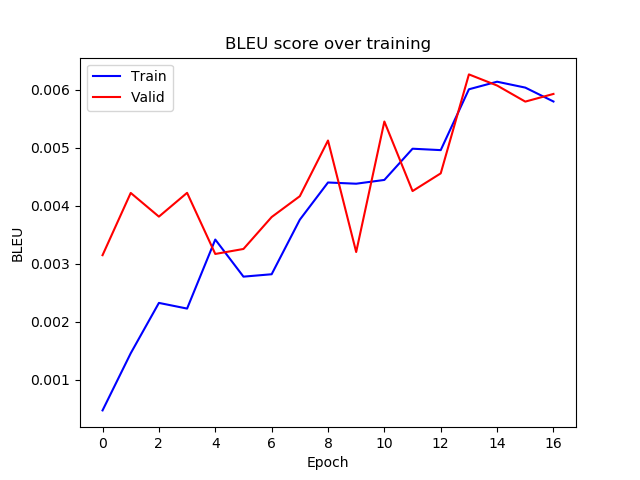 BLEU score over training
Train
Valid
0.006
0.005
0.004
0.003
0.002
0.001
BLEU
0 2 4 6 8 10 12 14 16
Epoch